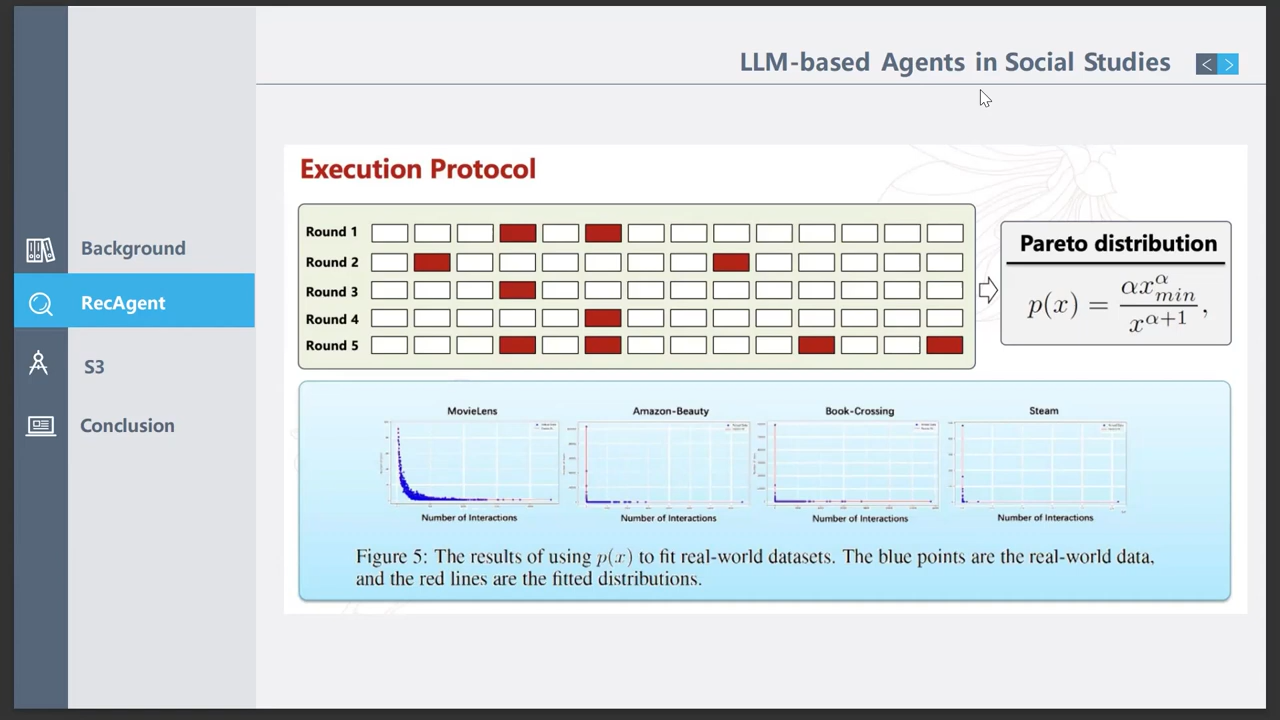 LLM-based Agents in Social Studies
< >
Background
RecAgent
S3
Conclusion
Execution Protocol
Round 1
Round 2
Round 3
Round 4
Round 5
Pareto distribution
p(x) = αx_{min}^{α} / x^{α+1},
MovieLens
Amazon-Beauty
Book-Crossing
Steam
Number of Interactions
Number of Interactions
Number of Interactions
Number of Interactions
Figure 5: The results of using p(x) to fit real-world datasets. The blue points are the real-world data,
and the red lines are the fitted distributions.